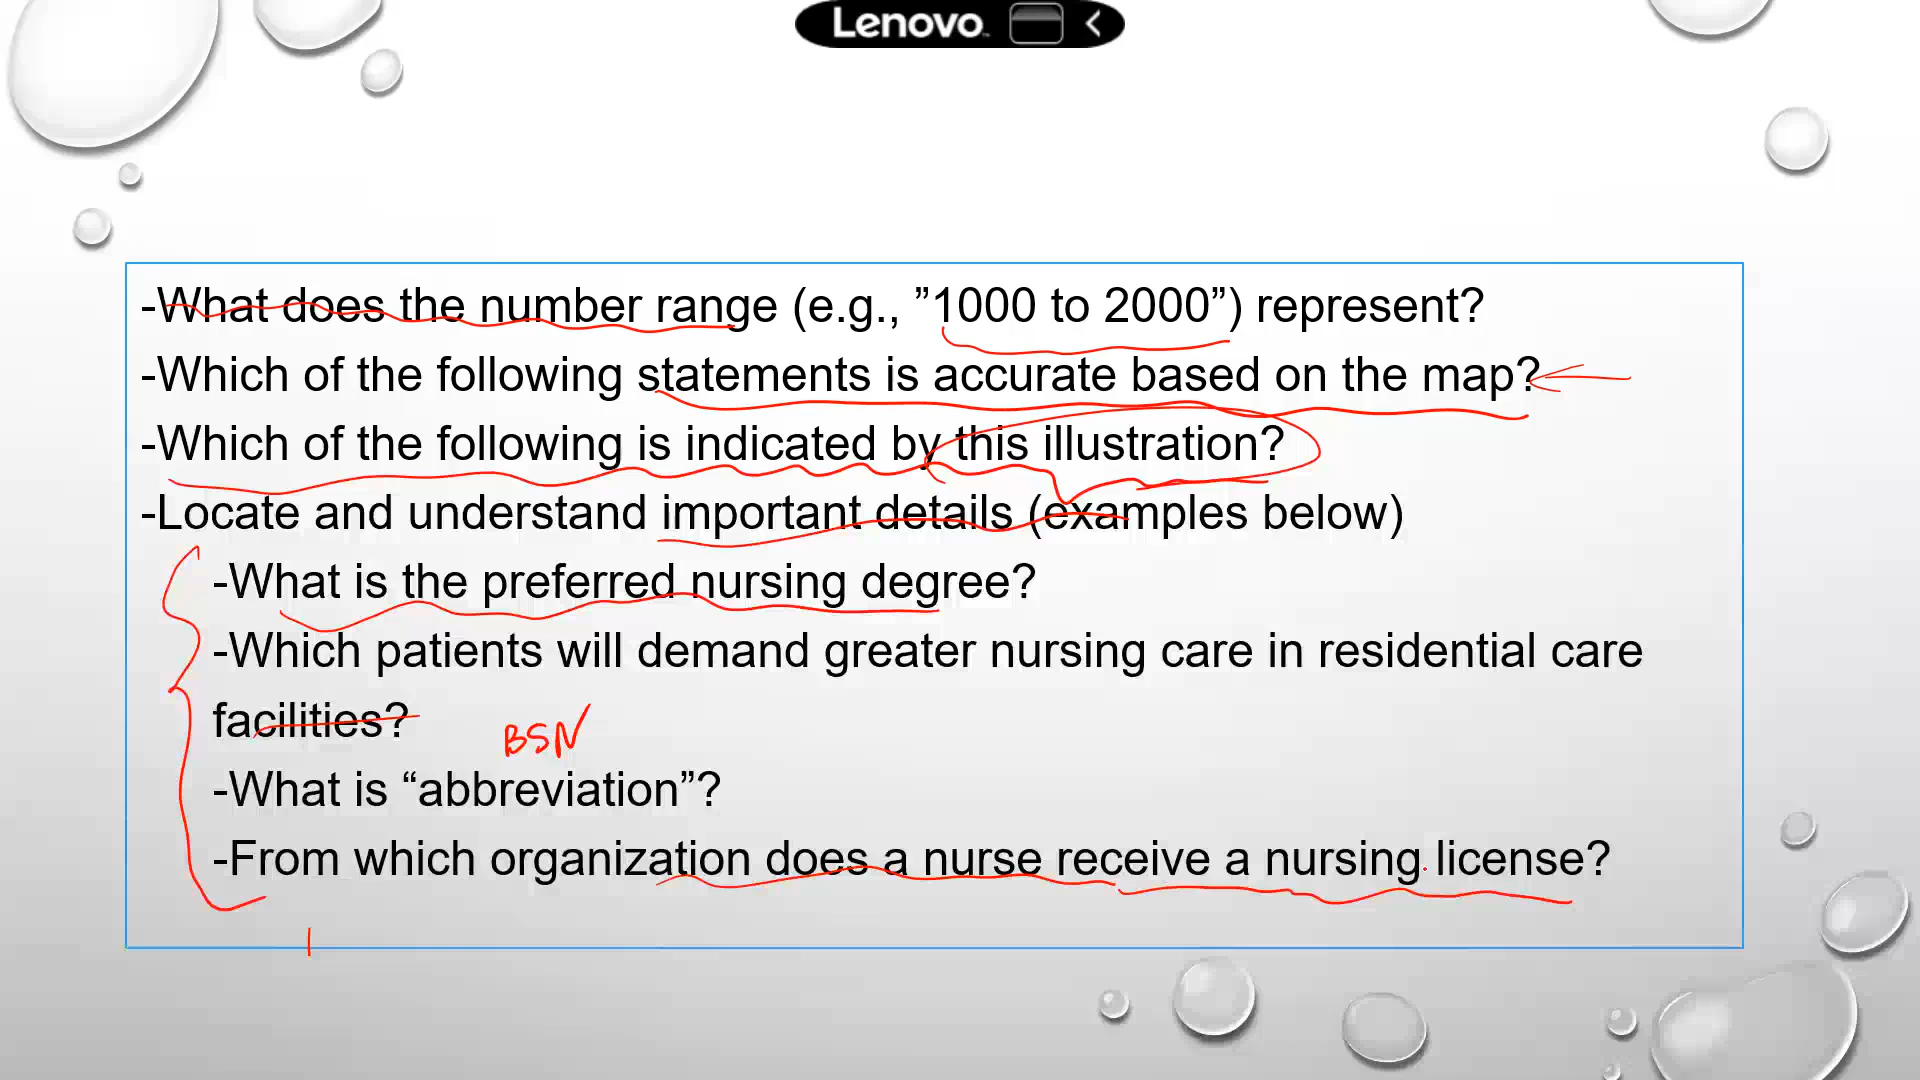 Lenovo
-What does the number range (e.g., ”1000 to 2000”) represent?
-Which of the following statements is accurate based on the map?
-Which of the following is indicated by this illustration?
-Locate and understand important details (examples below)
-What is the preferred nursing degree?
-Which patients will demand greater nursing care in residential care
facilities?
BSN
-What is “abbreviation”?
-From which organization does a nurse receive a nursing license?